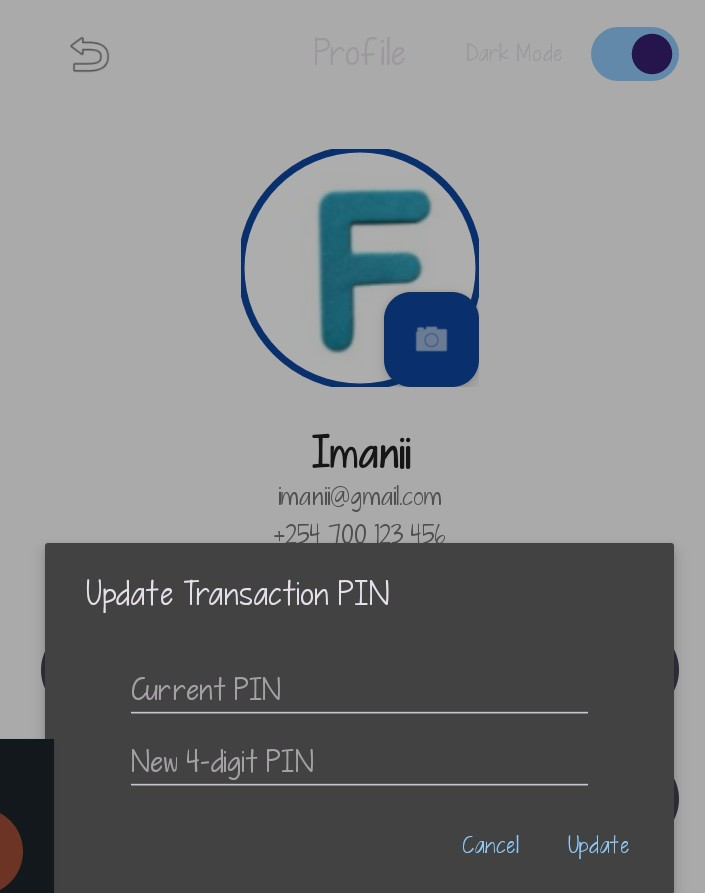 Profile Dark Mode
F
Imanii
imanii@gmail.com
+254 700 123 456
Update Transaction PIN
Current PIN
New 4-digit PIN
Cancel Update